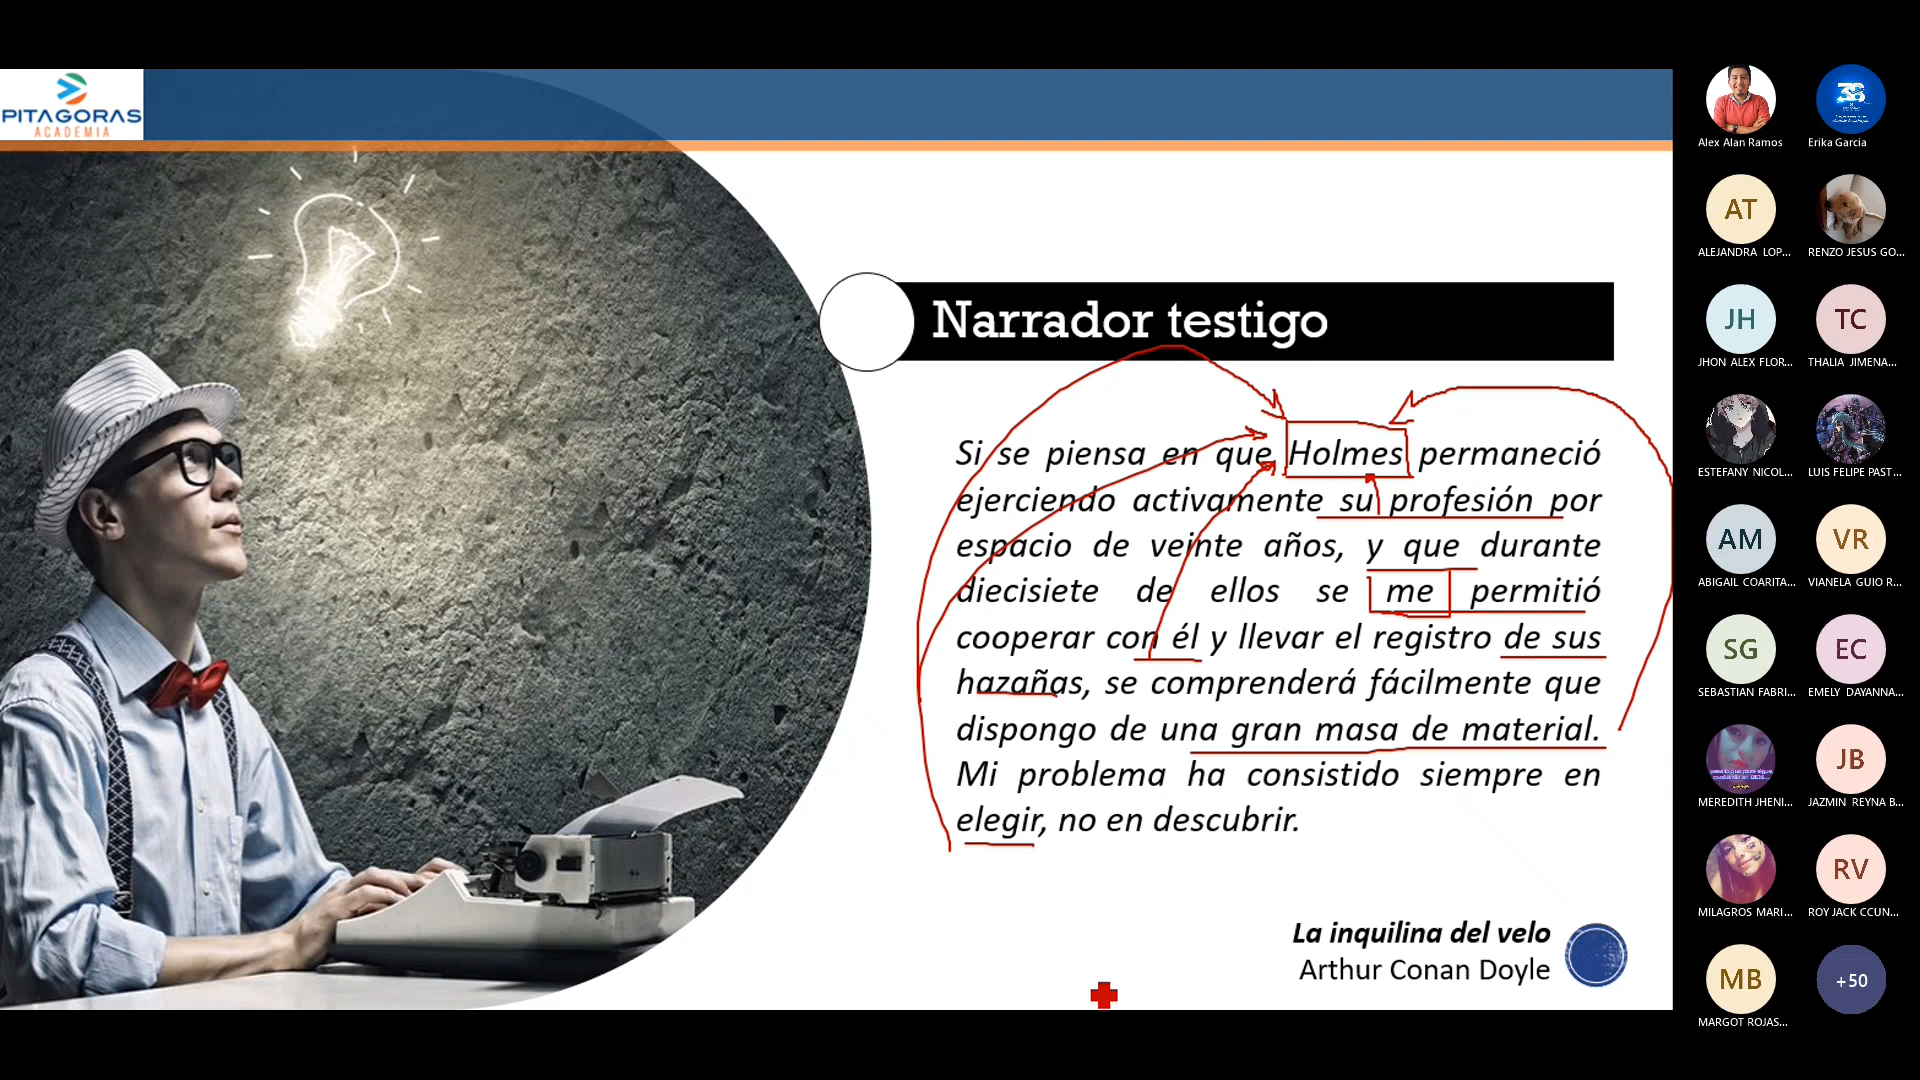 PITAGORAS
ACADEMIA
Narrador testigo
Si se piensa en que Holmes permaneció
ejerciendo activamente su profesión por
espacio de veinte años, y que durante
diecisiete de ellos se me permitió
cooperar con él y llevar el registro de sus
hazañas, se comprenderá fácilmente que
dispongo de una gran masa de material.
Mi problema ha consistido siempre en
elegir, no en descubrir.
La inquilina del velo
Arthur Conan Doyle
Alex Alan Ramos
38
Erika Garcia
AT
ALEJANDRA LOP...
RENZO JESUS GO...
JH
JHON ALEX FLOR...
TC
THALIA JIMENA...
ESTEFANY NICOL...
LUIS FELIPE PAST...
AM
ABIGAIL COARITA...
VR
VIANELA GUIO R...
SG
SEBASTIAN FABRI...
EC
EMELY DAYANNA...
MEREDITH JHENI...
JB
JAZMIN REYNA B...
MILAGROS MARI...
RV
ROY JACK CCUN...
MB
MARGOT ROJAS...
+50